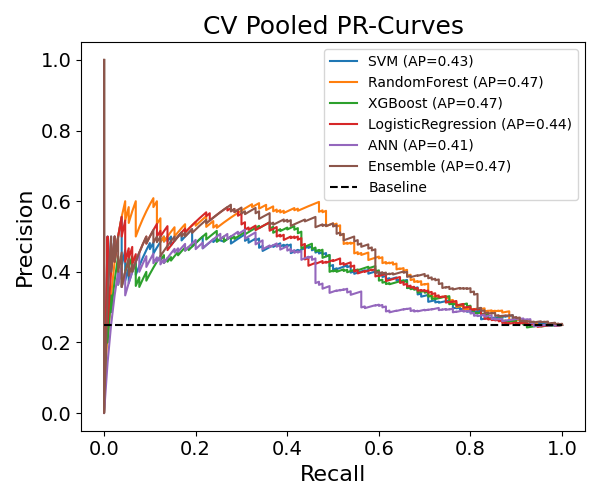 CV Pooled PR-Curves
SVM (AP=0.43)
RandomForest (AP=0.47)
XGBoost (AP=0.47)
LogisticRegression (AP=0.44)
ANN (AP=0.41)
Ensemble (AP=0.47)
Baseline
Precision
1.0
0.8
0.6
0.4
0.2
0.0
0.0 0.2 0.4 0.6 0.8 1.0
Recall